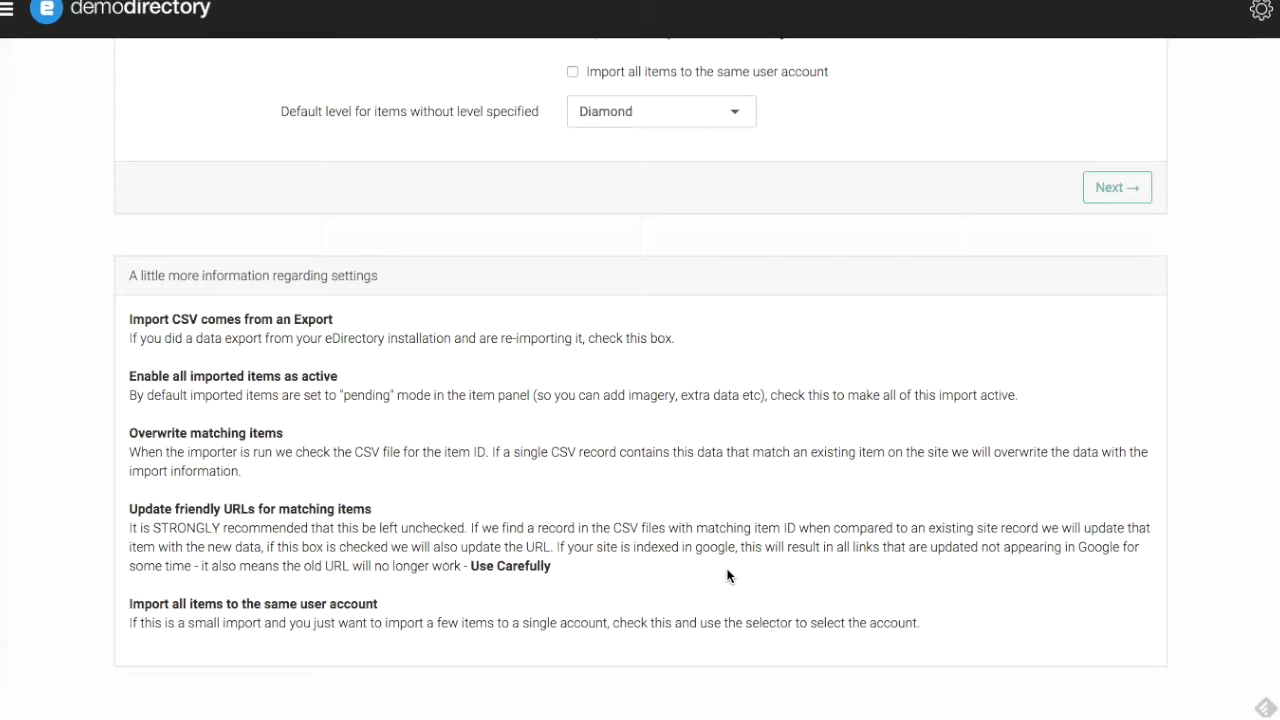 demodirectory
Import all items to the same user account
Default level for items without level specified
Diamond
Next →
A little more information regarding settings
Import CSV comes from an Export
If you did a data export from your eDirectory installation and are re-importing it, check this box.
Enable all imported items as active
By default imported items are set to "pending" mode in the item panel (so you can add imagery, extra data etc), check this to make all of this import active.
Overwrite matching items
When the importer is run we check the CSV file for the item ID. If a single CSV record contains this data that match an existing item on the site we will overwrite the data with the
import information.
Update friendly URLs for matching items
It is STRONGLY recommended that this be left unchecked. If we find a record in the CSV files with matching item ID when compared to an existing site record we will update that
item with the new data, if this box is checked we will also update the URL. If your site is indexed in google, this will result in all links that are updated not appearing in Google for
some time - it also means the old URL will no longer work - Use Carefully
Import all items to the same user account
If this is a small import and you just want to import a few items to a single account, check this and use the selector to select the account.